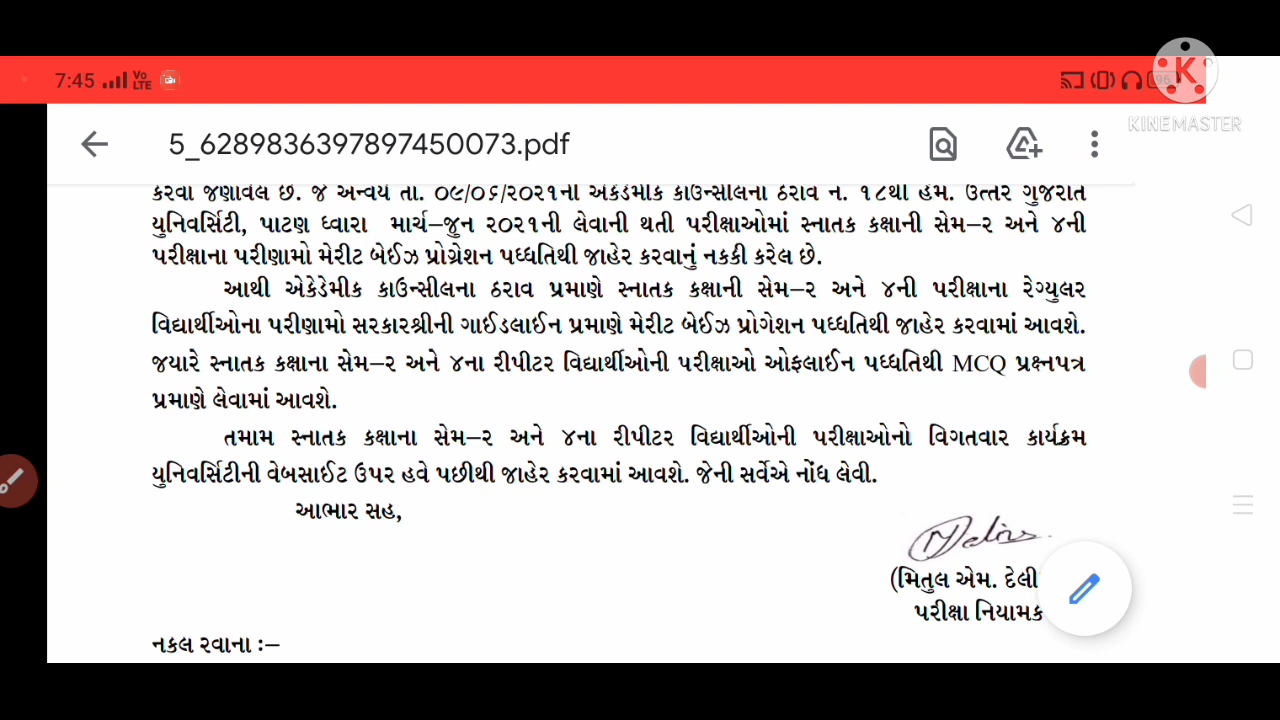 7:45 Vo LTE 96
KINEMASTER
5_6289836397897450073.pdf
કરવા જણાવેલ છે. જે અન્વયે તા. ૦૯/૦૬/૨૦૨૧ની એકેડેમીક કાઉન્સીલના ઠરાવ નં. ૧૮થી હેમ. ઉત્તર ગુજરાત
યુનિવર્સિટી, પાટણ ધ્વારા માર્ચ–જુન ૨૦૨૧ની લેવાની થતી પરીક્ષાઓમાં સ્નાતક કક્ષાની સેમ–૨ અને ૪ની
પરીક્ષાના પરીણામો મેરીટ બેઈઝ પ્રોગ્રેશન પધ્ધતિથી જાહેર કરવાનું નકકી કરેલ છે.
આથી એકેડેમીક કાઉન્સીલના ઠરાવ પ્રમાણે સ્નાતક કક્ષાની સેમ–૨ અને ૪ની પરીક્ષાના રેગ્યુલર
વિદ્યાર્થીઓના પરીણામો સરકારશ્રીની ગાઈડલાઈન પ્રમાણે મેરીટ બેઈઝ પ્રોગેશન પધ્ધતિથી જાહેર કરવામાં આવશે.
જયારે સ્નાતક કક્ષાના સેમ–૨ અને ૪ના રીપીટર વિદ્યાર્થીઓની પરીક્ષાઓ ઓફલાઈન પધ્ધતિથી MCQ પ્રશ્નપત્ર
પ્રમાણે લેવામાં આવશે.
તમામ સ્નાતક કક્ષાના સેમ–૨ અને ૪ના રીપીટર વિદ્યાર્થીઓની પરીક્ષાઓનો વિગતવાર કાર્યક્રમ
યુનિવર્સિટીની વેબસાઈટ ઉપર હવે પછીથી જાહેર કરવામાં આવશે. જેની સર્વેએ નોંધ લેવી.
આભાર સહ,
(મિતુલ એમ. દેલી
પરીક્ષા નિયામક
નકલ રવાના :–